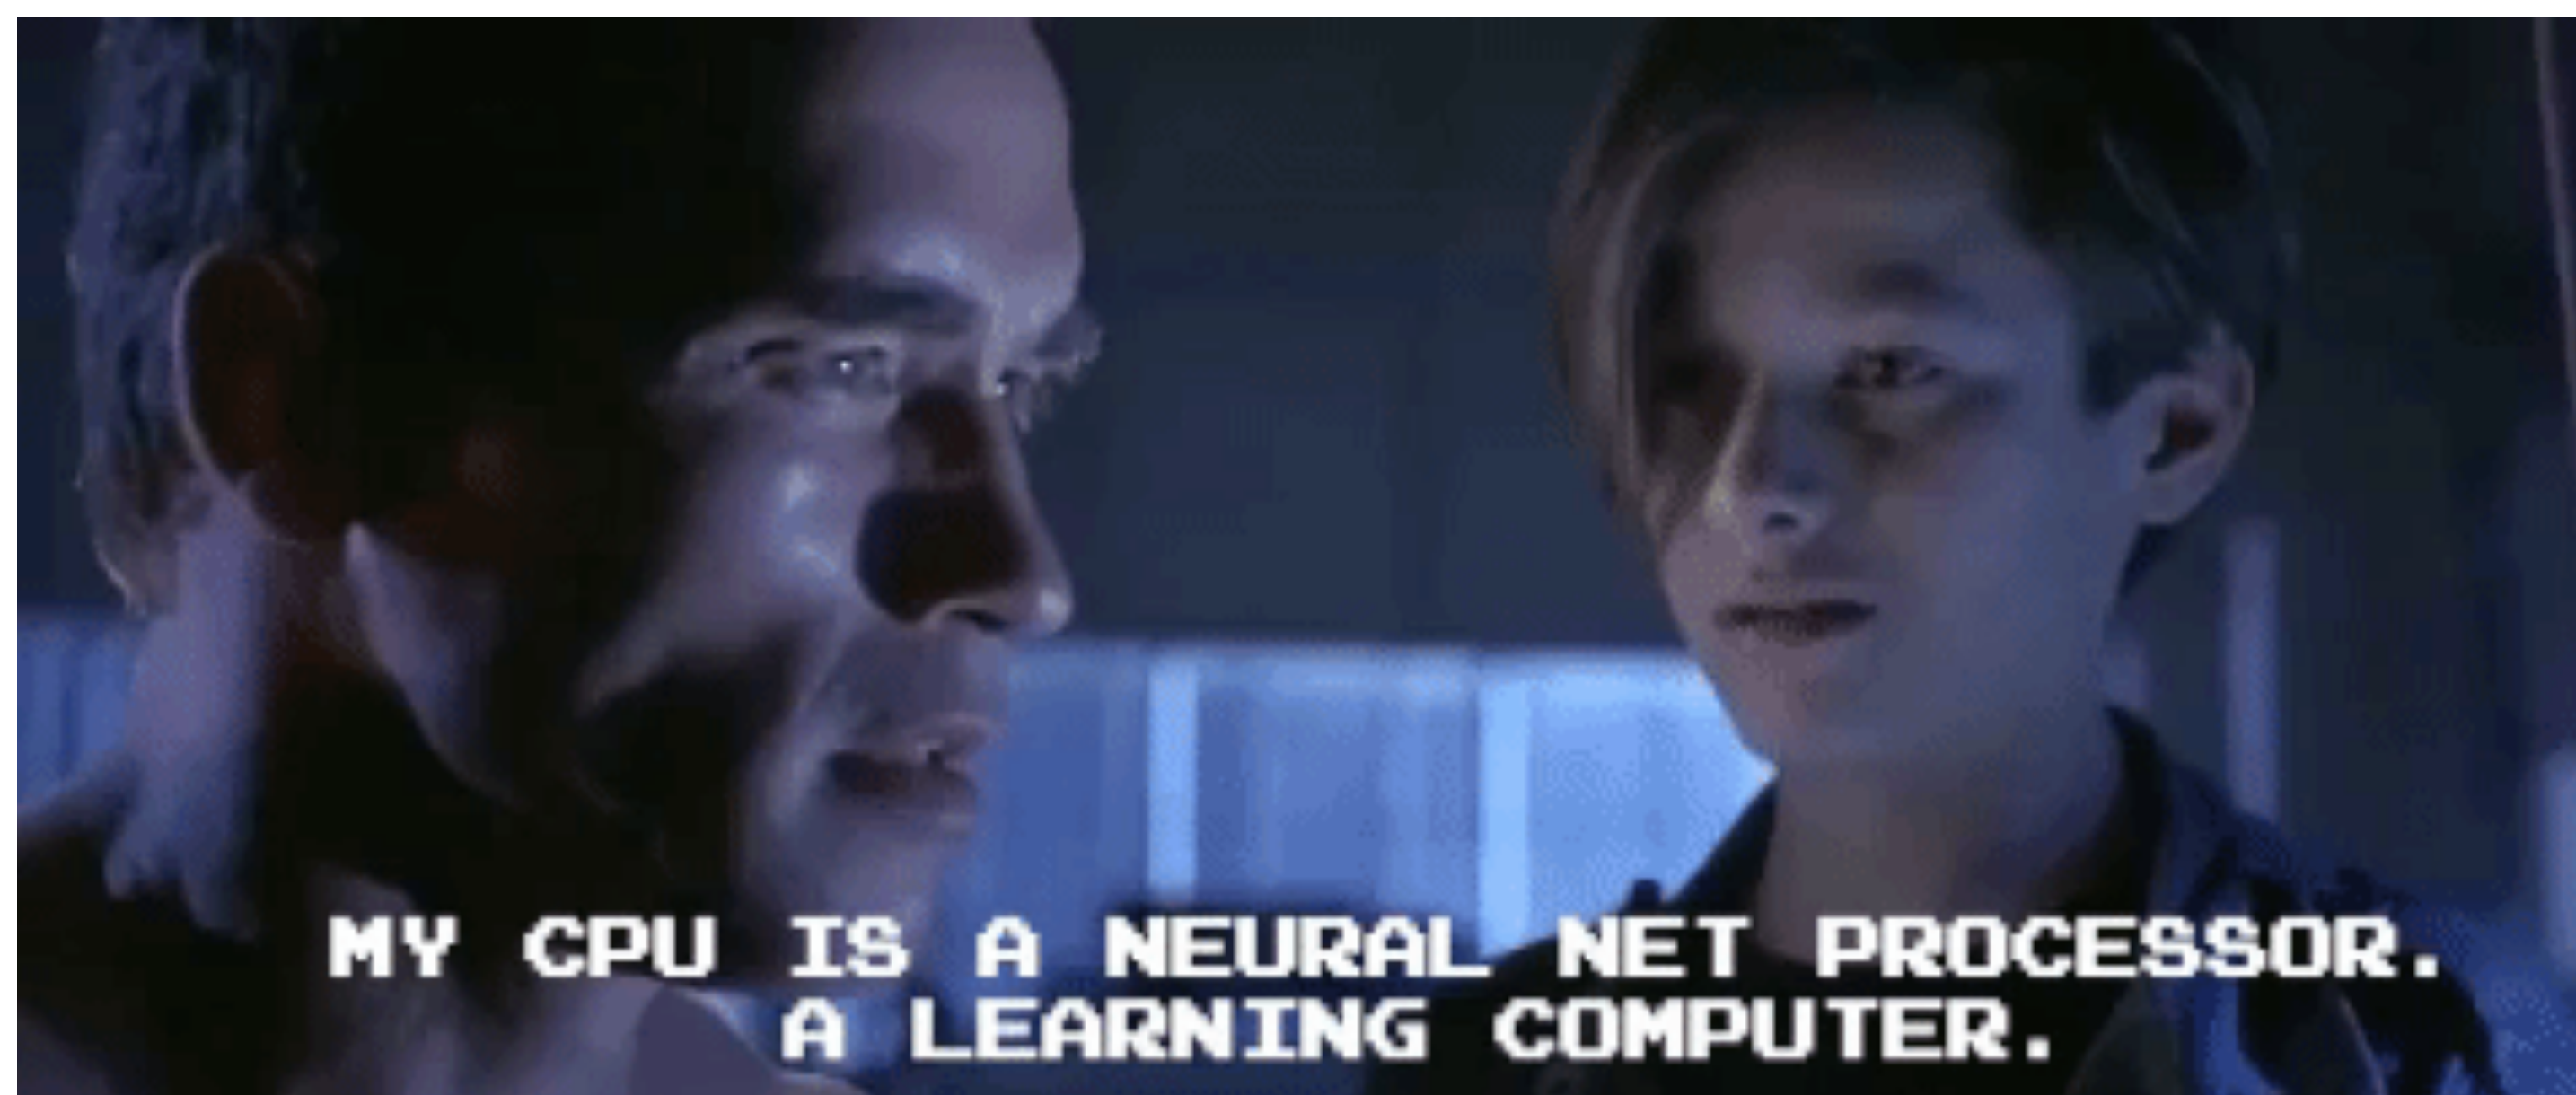 MY CPU IS A NEURAL NET PROCESSOR.
A LEARNING COMPUTER.